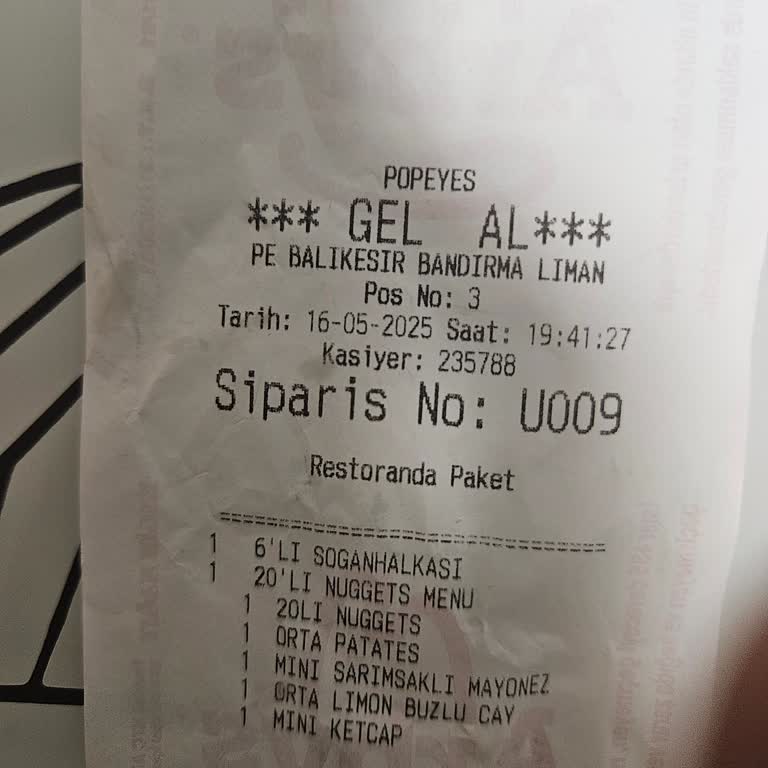 POPEYES
*** GEL AL***
PE BALIKESIR BANDIRMA LIMAN
Pos No: 3
Tarih: 16-05-2025 Saat: 19:41:27
Kasiyer: 235788
Siparis No: U009
Restoranda Paket
1 6'LI SOGANHALKASI
1 20'LI NUGGETS MENU
1 20LI NUGGETS
1 ORTA PATATES
1 MINI SARIMSAKLI MAYONEZ
1 ORTA LIMON BUZLU CAY
1 MINI KETCAP